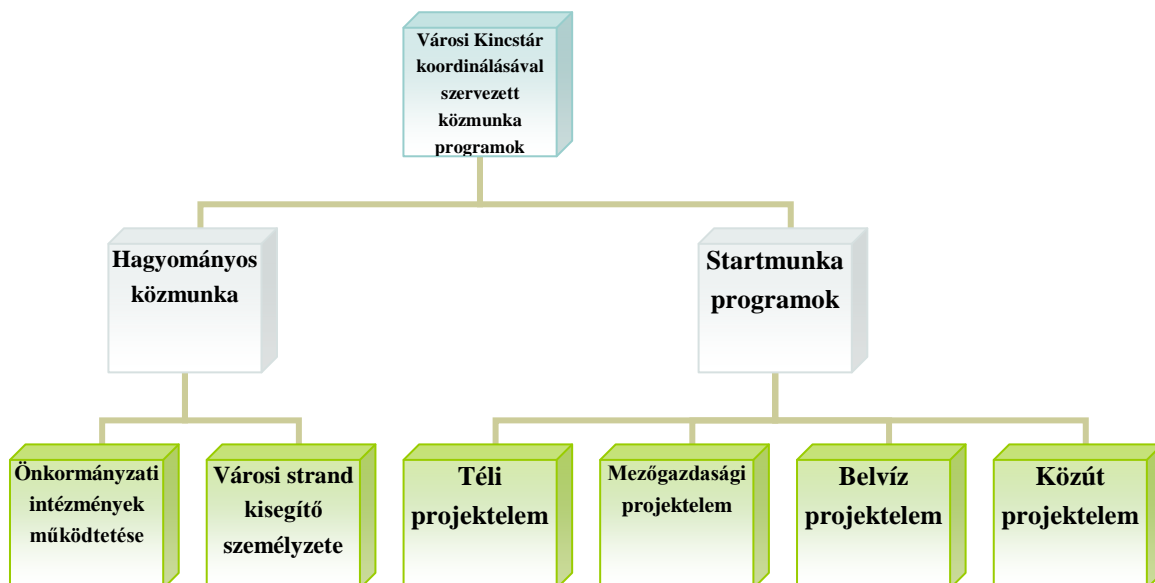 Városi Kincstár
koordinálásával
szervezett
közmunka
programok
Hagyományos
közmunka
Startmunka
programok
Önkormányzati
intézmények
működtetése
Városi strand
kisegítő
személyzete
Téli
projektelem
Mezőgazdasági
projektelem
Belvíz
projektelem
Közút
projektelem